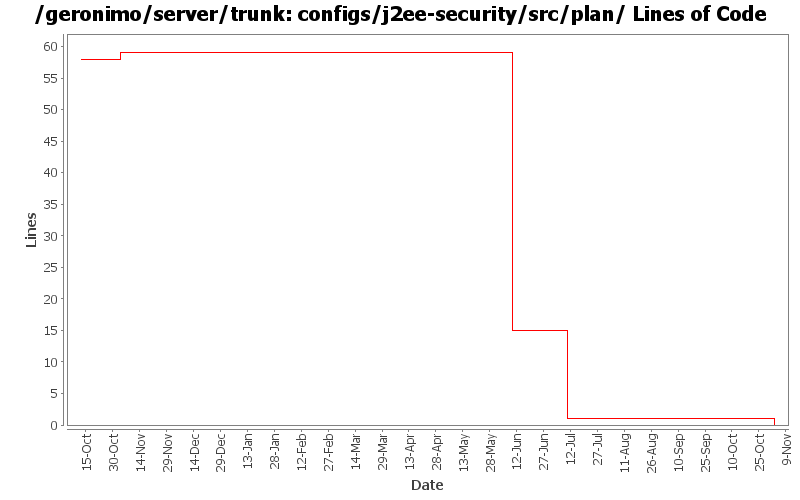 /geronimo/server/trunk: configs/j2ee-security/src/plan/ Lines of Code
60
55
50
45
40
35
30
25
20
15
10
5
0
Lines
15-Oct
30-Oct
14-Nov
29-Nov
14-Dec
29-Dec
13-Jan
28-Jan
12-Feb
27-Feb
14-Mar
29-Mar
13-Apr
28-Apr
13-May
28-May
12-Jun
27-Jun
12-Jul
27-Jul
11-Aug
26-Aug
10-Sep
25-Sep
10-Oct
25-Oct
9-Nov
Date